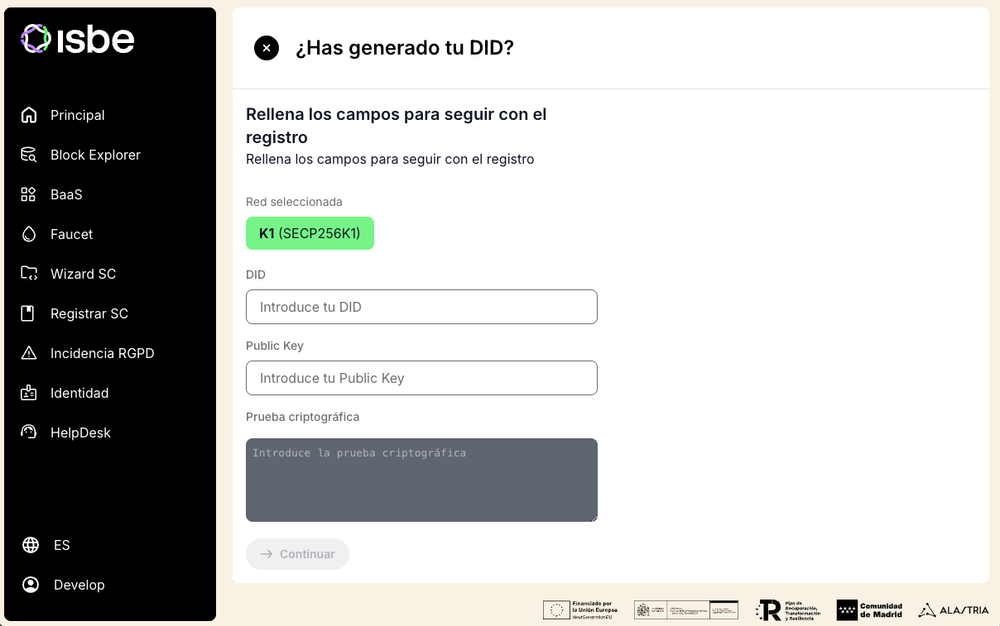 isbe
Principal
Block Explorer
BaaS
Faucet
Wizard SC
Registrar SC
Incidencia RGPD
Identidad
HelpDesk
ES
Develop
¿Has generado tu DID?
Rellena los campos para seguir con el
registro
Rellena los campos para seguir con el registro
Red seleccionada
K1 (SECP256K1)
DID
Introduce tu DID
Public Key
Introduce tu Public Key
Prueba criptográfica
Introduce la prueba criptográfica
Continuar
Financiado por
la Unión Europea
NextGenerationEU
Plan de
Recuperación,
Transformación
y Resiliencia
Comunidad
de Madrid
ALASTRIA